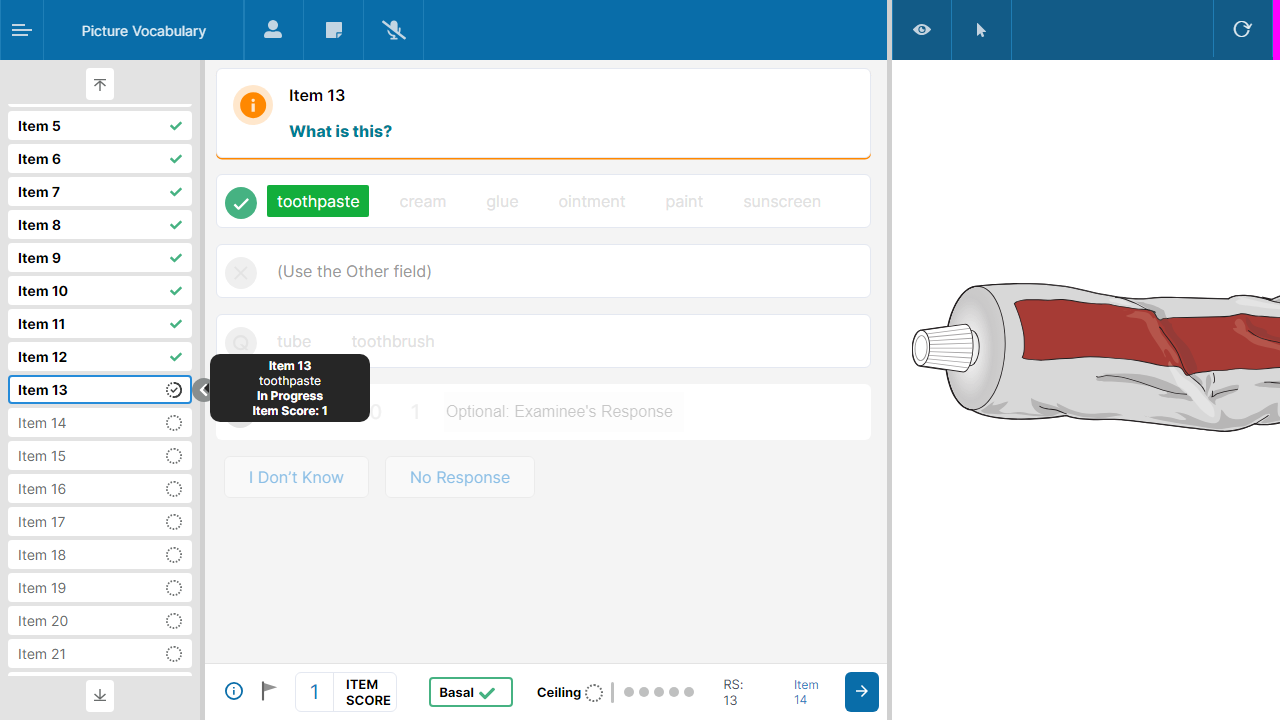 Picture Vocabulary
Item 5
Item 6
Item 7
Item 8
Item 9
Item 10
Item 11
Item 12
Item 13
Item 14
Item 15
Item 16
Item 17
Item 18
Item 19
Item 20
Item 21
Item 13
What is this?
toothpaste cream glue ointment paint sunscreen
(Use the Other field)
tube toothbrush
Item 13
toothpaste
In Progress
Item Score: 1
0 1 Optional: Examinee's Response
I Don't Know No Response
1 ITEM SCORE
Basal
Ceiling
RS: 13
Item 14